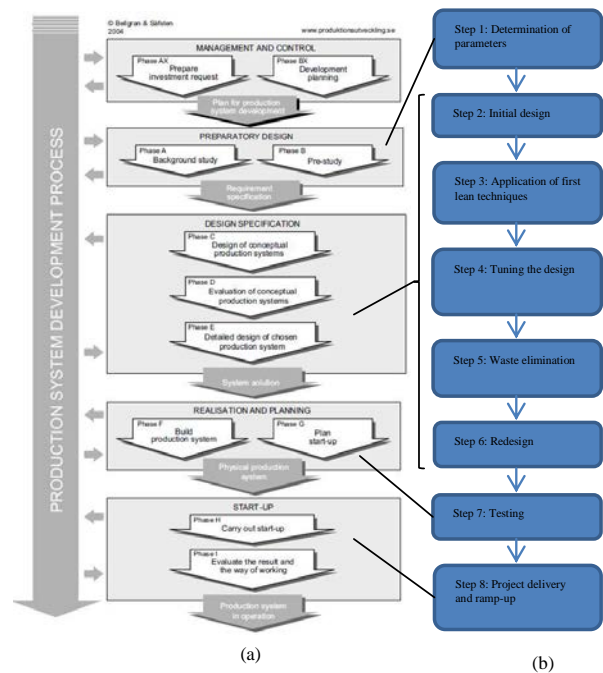 © Bellgran & Säfsten
2004
www.produktionsutveckling.se
MANAGEMENT AND CONTROL
Phase AX
Prepare
investment request
Phase BX
Development
planning
Plan for production
system development
PREPARATORY DESIGN
Phase A
Background study
Phase B
Pre-study
Requirement
specification
DESIGN SPECIFICATION
Phase C
Design of conceptual
production systems
Phase D
Evaluation of conceptual
production systems
Phase E
Detailed design of chosen
production system
System solution
REALISATION AND PLANNING
Phase F
Build
production system
Phase G
Plan
start-up
Physical production
system
START-UP
Phase H
Carry out start-up
Phase I
Evaluate the result and
the way of working
Production system
in operation
PRODUCTION SYSTEM DEVELOPMENT PROCESS
(a)
Step 1: Determination of
parameters
Step 2: Initial design
Step 3: Application of first
lean techniques
Step 4: Tuning the design
Step 5: Waste elimination
Step 6: Redesign
Step 7: Testing
Step 8: Project delivery
and ramp-up
(b)